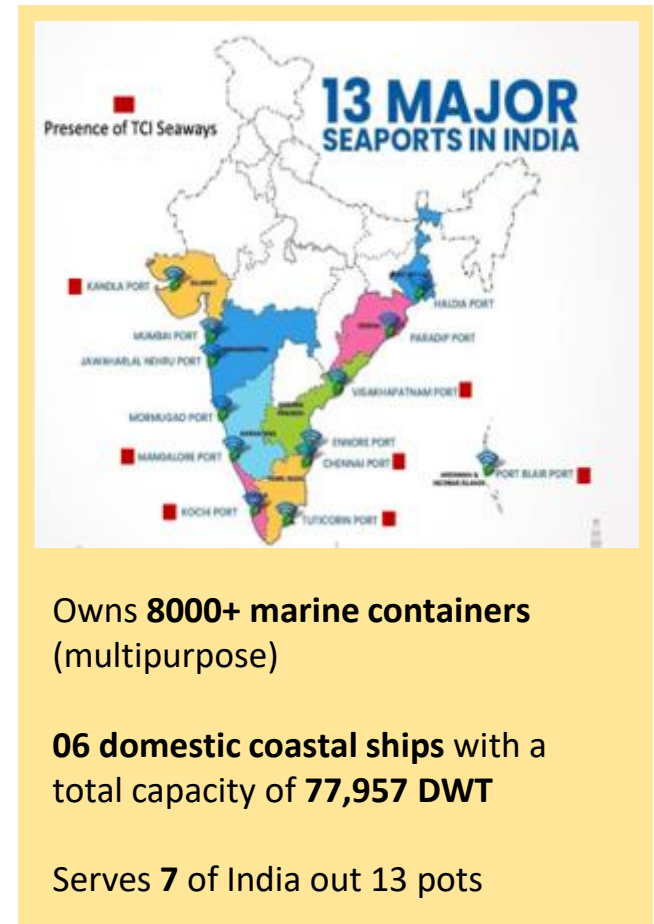 13 MAJOR
SEAPORTS IN INDIA
Presence of TCI Seaways
KANDLA PORT
GUJARAT
HALDIA PORT
MUMBAI PORT
PARADIP PORT
JAWAHARLAL NEHRU PORT
VISAKHAPATNAM PORT
MORMUGAO PORT
ENNORE PORT
MANGALORE PORT
CHENNAI PORT
PORT BLAIR PORT
KOCHI PORT
TUTICORIN PORT
Owns 8000+ marine containers
(multipurpose)
06 domestic coastal ships with a
total capacity of 77,957 DWT
Serves 7 of India out 13 pots